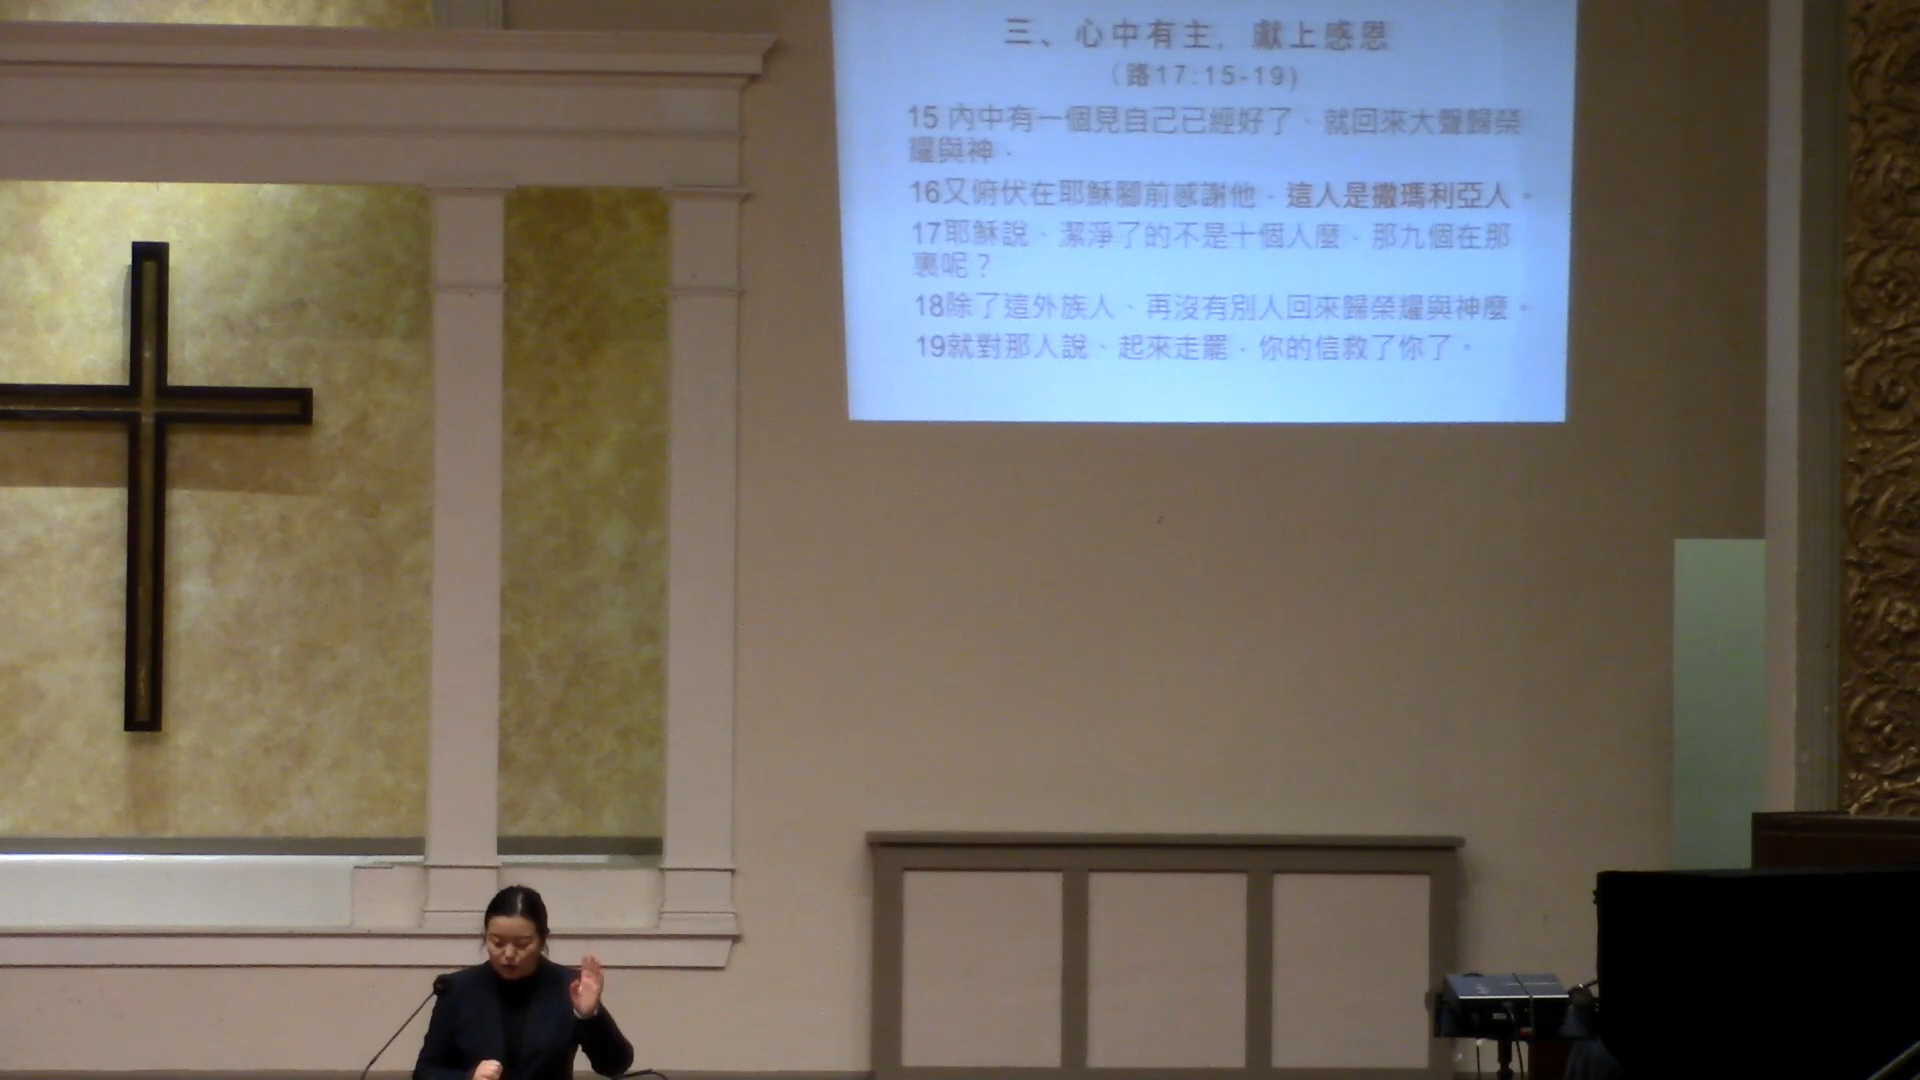 三、心中有主，獻上感恩
（路17:15-19）
15 內中有一個見自己已經好了、就回來大聲歸榮
耀與神．
16又俯伏在耶穌腳前感謝他．這人是撒瑪利亞人。
17耶穌說、潔淨了的不是十個人麼．那九個在那
裏呢？
18除了這外族人、再沒有別人回來歸榮耀與神麼。
19就對那人說、起來走罷．你的信救了你了。